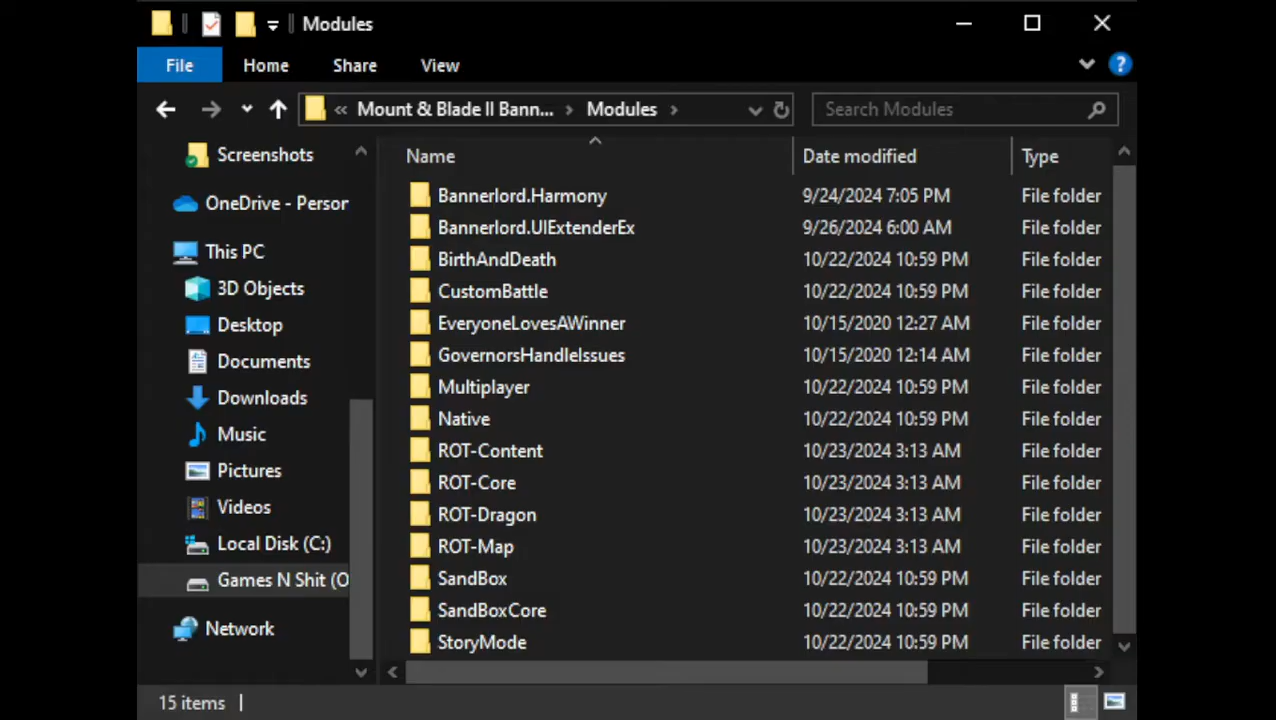 Modules
File Home Share View
« Mount & Blade II Bann... > Modules > Search Modules
Screenshots
OneDrive - Person
This PC
3D Objects
Desktop
Documents
Downloads
Music
Pictures
Videos
Local Disk (C:)
Games N Shit (O
Network
Name Date modified Type
Bannerlord.Harmony 9/24/2024 7:05 PM File folder
Bannerlord.UIExtenderEx 9/26/2024 6:00 AM File folder
BirthAndDeath 10/22/2024 10:59 PM File folder
CustomBattle 10/22/2024 10:59 PM File folder
EveryoneLovesAWinner 10/15/2020 12:27 AM File folder
GovernorsHandleIssues 10/15/2020 12:14 AM File folder
Multiplayer 10/22/2024 10:59 PM File folder
Native 10/22/2024 10:59 PM File folder
ROT-Content 10/23/2024 3:13 AM File folder
ROT-Core 10/23/2024 3:13 AM File folder
ROT-Dragon 10/23/2024 3:13 AM File folder
ROT-Map 10/23/2024 3:13 AM File folder
SandBox 10/22/2024 10:59 PM File folder
SandBoxCore 10/22/2024 10:59 PM File folder
StoryMode 10/22/2024 10:59 PM File folder
15 items